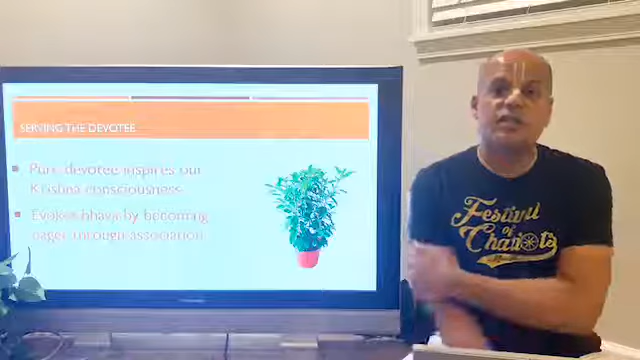 SERVING THE DEVOTEE
Pure devotee inspires our
Krishna consciousness
Evokes bhava by becoming
eager through association
Festival
of
Chariots